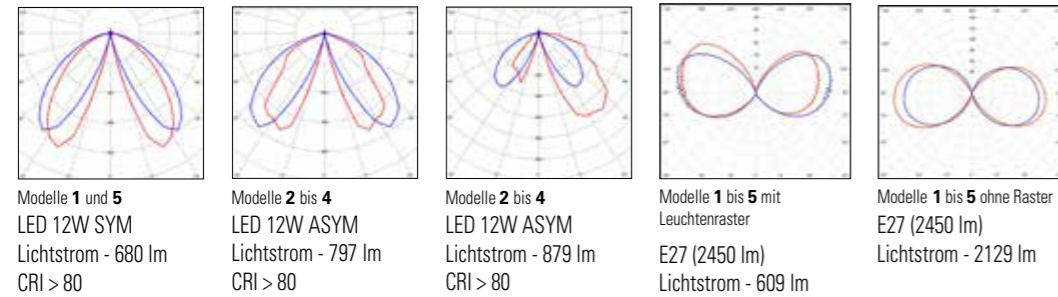 Modelle 1 und 5
LED 12W SYM
Lichtstrom - 680 lm
CRI > 80
Modelle 2 bis 4
LED 12W ASYM
Lichtstrom - 797 lm
CRI > 80
Modelle 2 bis 4
LED 12W ASYM
Lichtstrom - 879 lm
CRI > 80
Modelle 1 bis 5 mit
Leuchtenraster
E27 (2450 lm)
Lichtstrom - 609 lm
Modelle 1 bis 5 ohne Raster
E27 (2450 lm)
Lichtstrom - 2129 lm